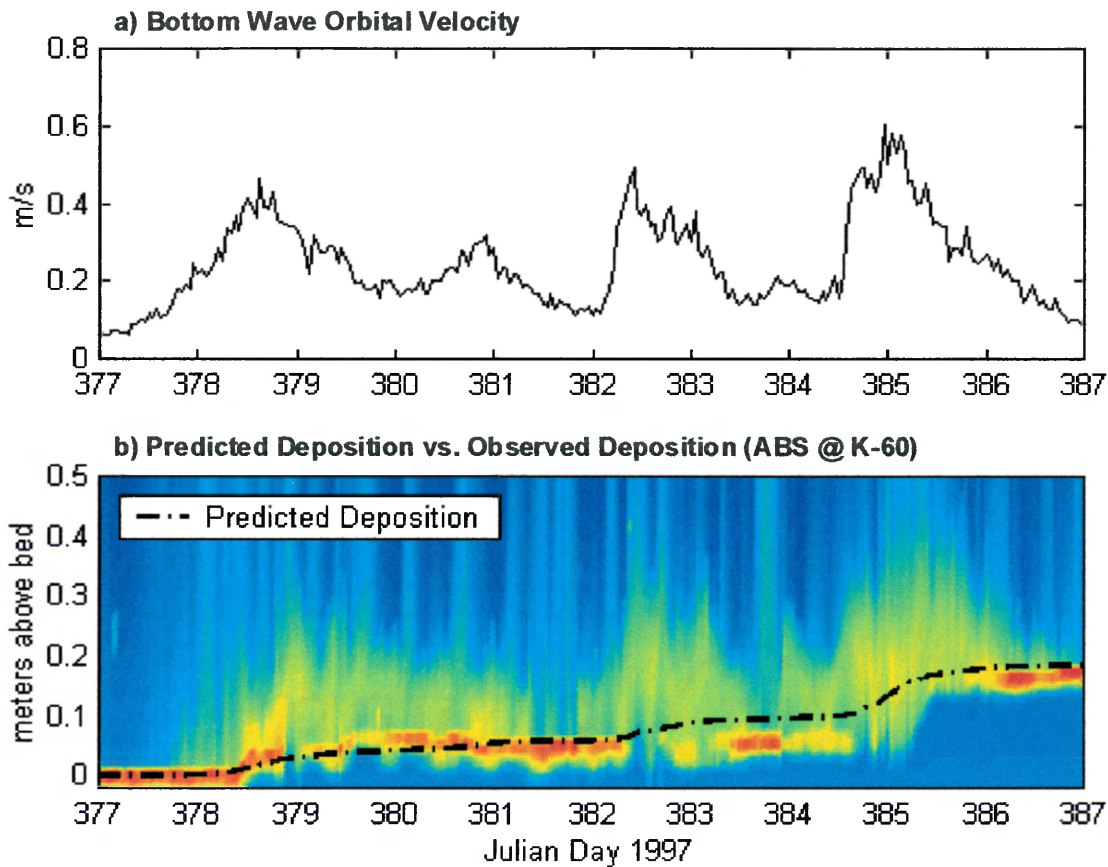 a) Bottom Wave Orbital Velocity
0.8
0.6
0.4
0.2
0
m/s
377 378 379 380 381 382 383 384 385 386 387
b) Predicted Deposition vs. Observed Deposition (ABS @ K-60)
Predicted Deposition
0.5
0.4
0.3
0.2
0.1
0
meters above bed
377 378 379 380 381 382 383 384 385 386 387
Julian Day 1997